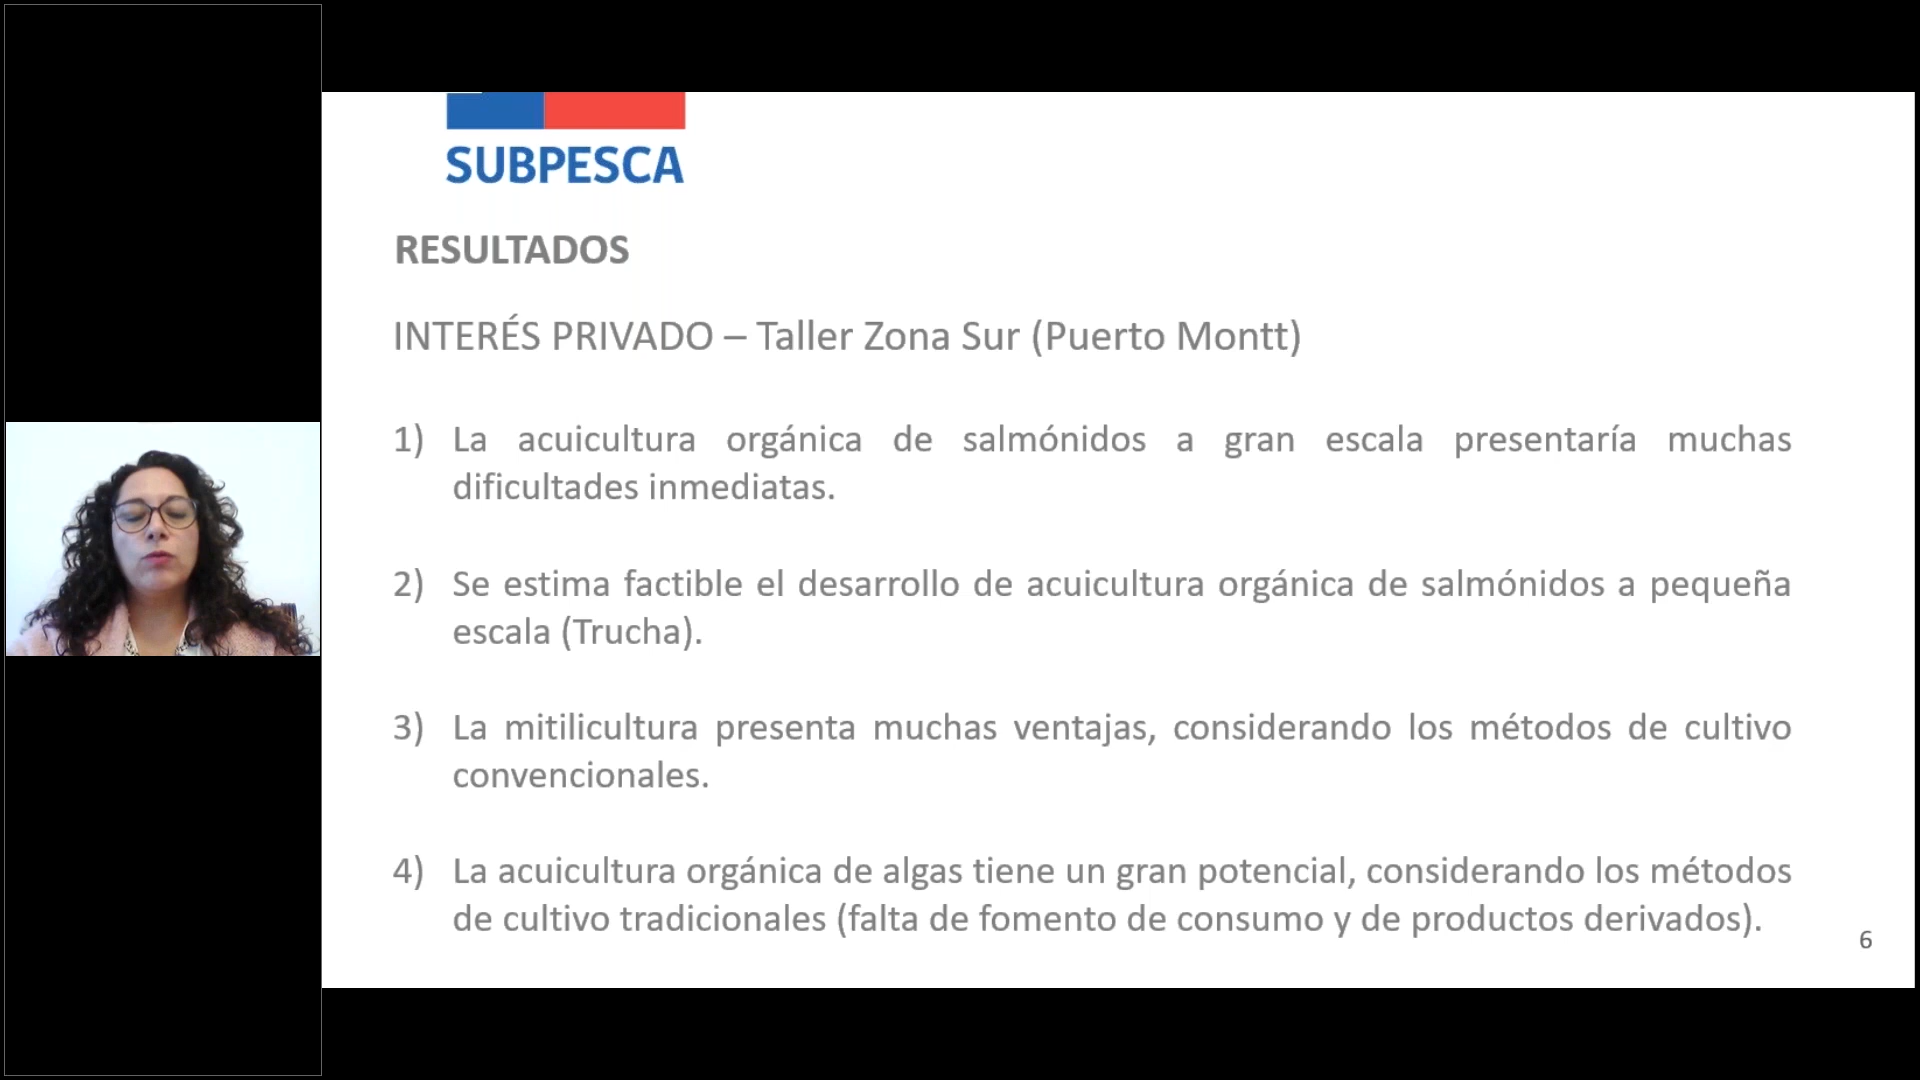 SUBPESCA
RESULTADOS
INTERÉS PRIVADO – Taller Zona Sur (Puerto Montt)
1) La acuicultura orgánica de salmónidos a gran escala presentaría muchas
dificultades inmediatas.
2) Se estima factible el desarrollo de acuicultura orgánica de salmónidos a pequeña
escala (Trucha).
3) La mitilicultura presenta muchas ventajas, considerando los métodos de cultivo
convencionales.
4) La acuicultura orgánica de algas tiene un gran potencial, considerando los métodos
de cultivo tradicionales (falta de fomento de consumo y de productos derivados).
6